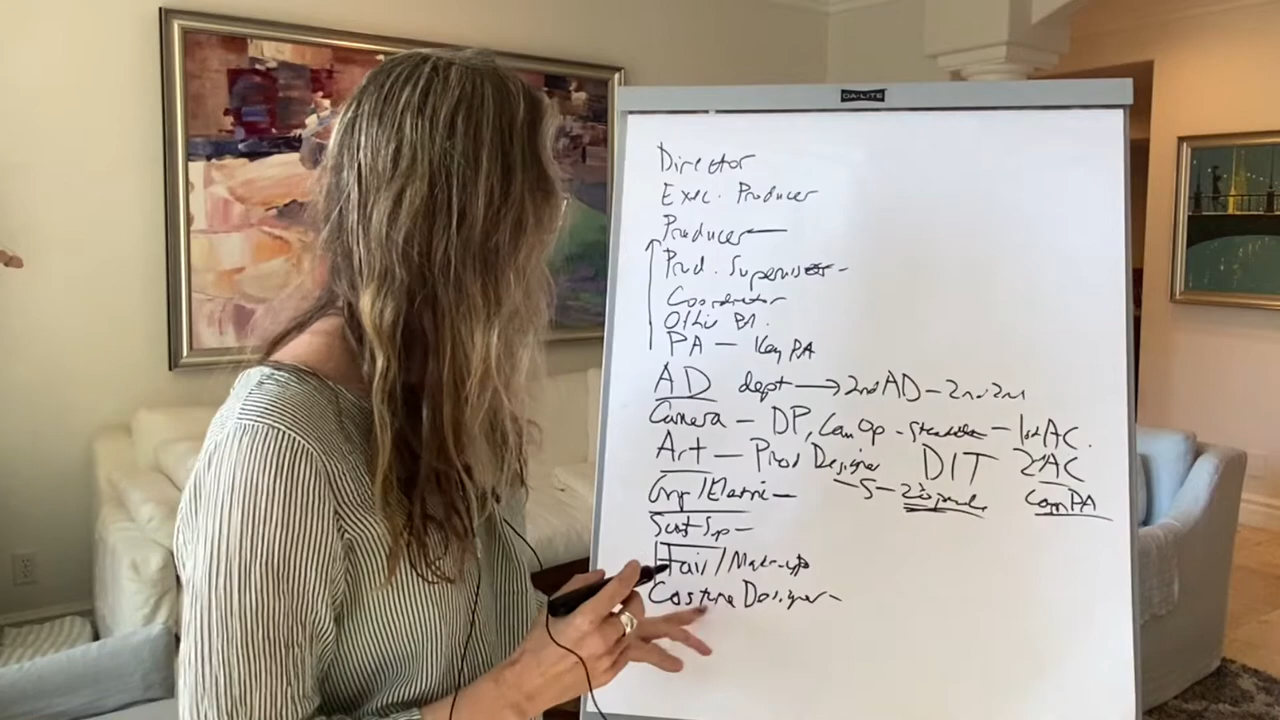 DA-LITE
Director
Exec. Producer
Producer
Prod. Supervisor -
Coordinator
Office PA.
PA — Key PA
AD dept → 2nd AD - 2nd 2nd
Camera - DP, Cam Op - - 1st AC.
Art - Prod Designer DIT 2nd AC
Grip/Electric - Cam PA
Script Sup -
Hair/Make-up
Costume Designer -